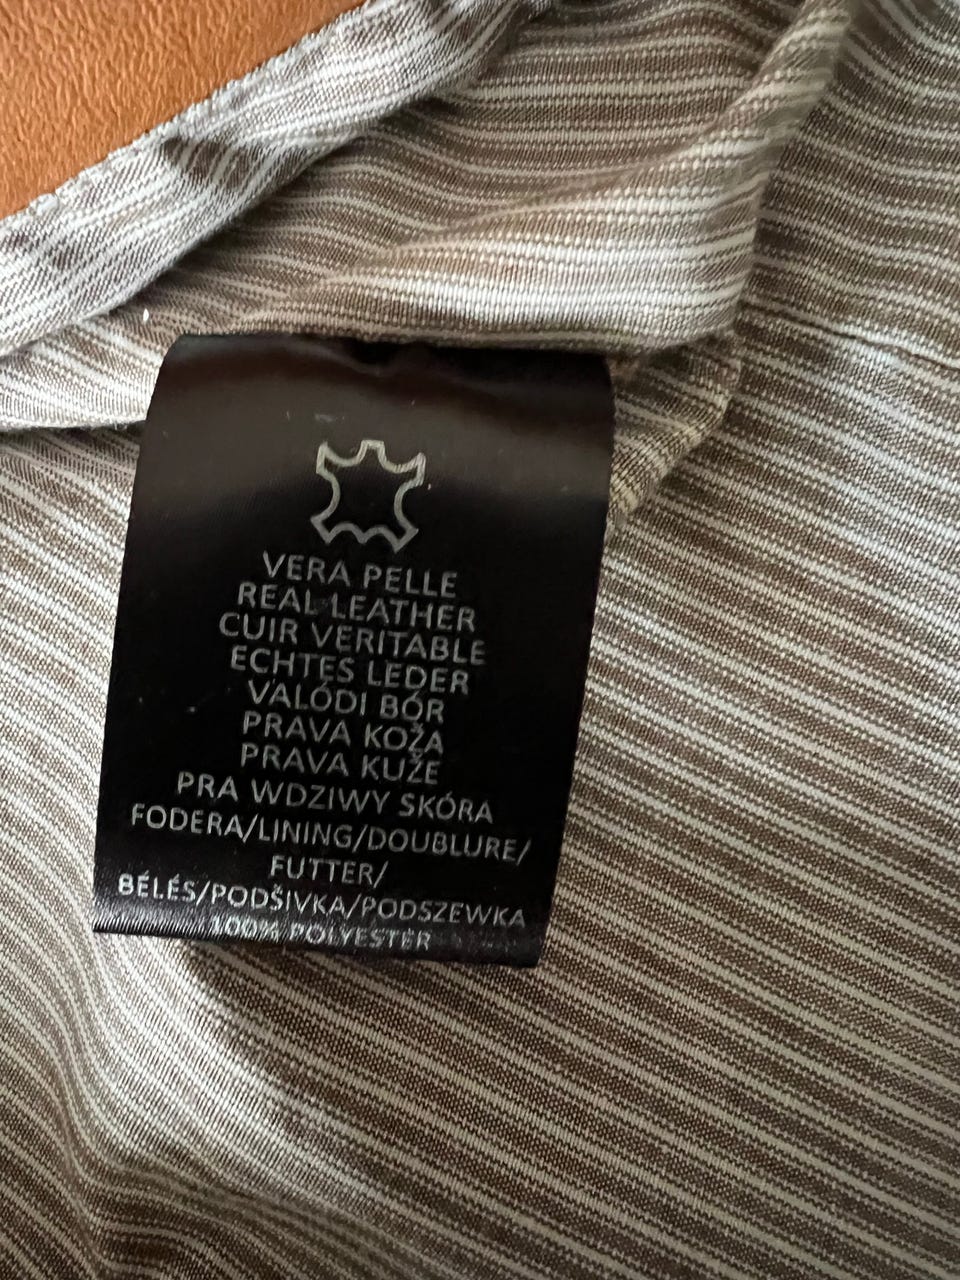 VERA PELLE
REAL LEATHER
CUIR VERITABLE
ECHTES LEDER
VALÓDI BÓR
PRAVA KOŽA
PRAVA KUŽE
PRA WDZIWY SKÓRA
FODERA/LINING/DOUBLURE/
FUTTER/
BÉLÉS/PODŠIVKA/PODSZEWKA
100% POLYESTER